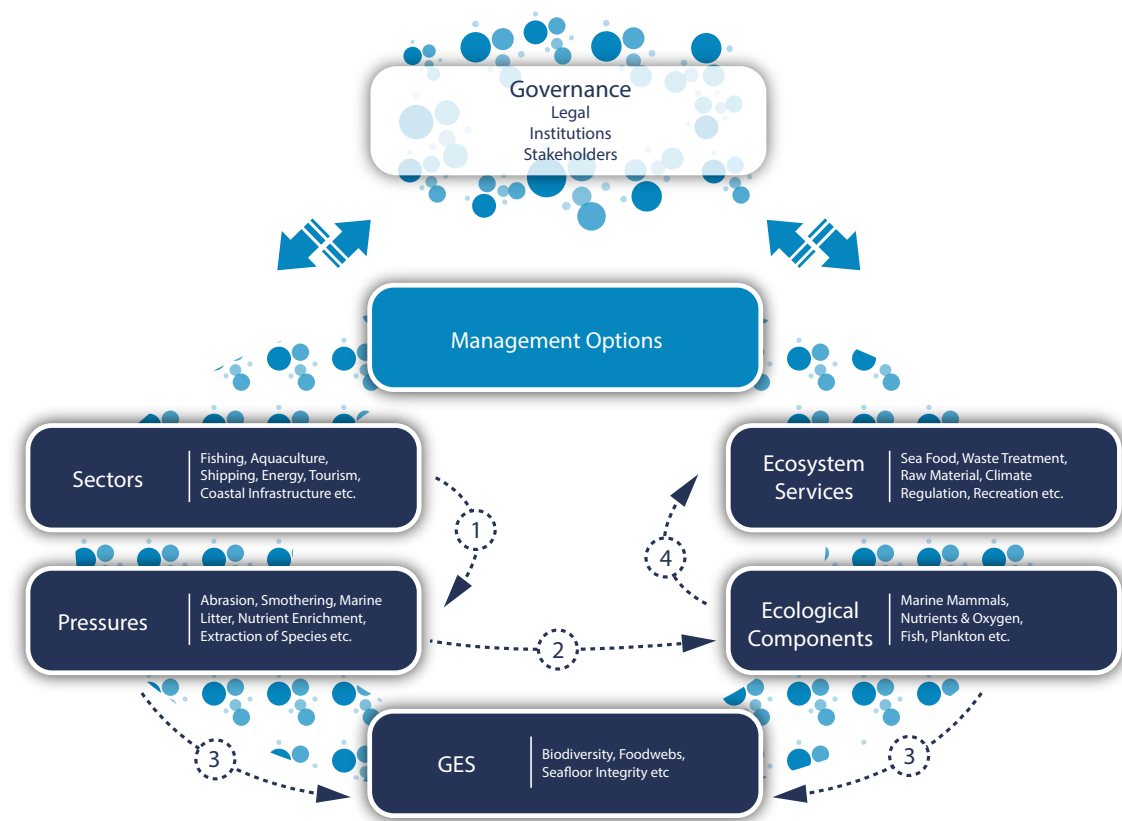 Governance
Legal
Institutions
Stakeholders
Management Options
Sectors
Fishing, Aquaculture,
Shipping, Energy, Tourism,
Coastal Infrastructure etc.
Ecosystem
Services
Sea Food, Waste Treatment,
Raw Material, Climate
Regulation, Recreation etc.
1
4
Pressures
Abrasion, Smothering, Marine
Litter, Nutrient Enrichment,
Extraction of Species etc.
2
Ecological
Components
Marine Mammals,
Nutrients & Oxygen,
Fish, Plankton etc.
3
GES
Biodiversity, Foodwebs,
Seafloor Integrity etc
3